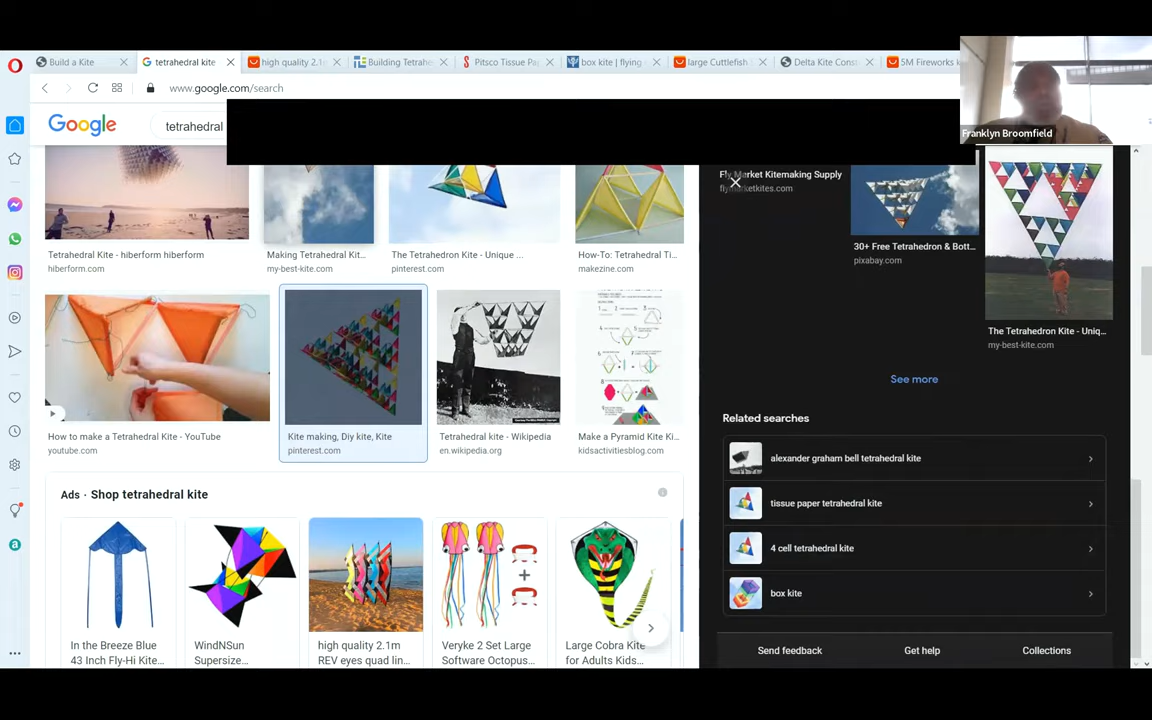 Build a Kite
tetrahedral kite
high quality 2.1
Building Tetrahe
Pitsco Tissue Pa
box kite | flying
large Cuttlefish
Delta Kite Cons
5M Fireworks k
www.google.com/search
Franklyn Broomfield
Google
tetrahedral
Fly Market Kitemaking Supply
flymarketkites.com
30+ Free Tetrahedron & Bott...
pixabay.com
The Tetrahedron Kite - Uniq...
my-best-kite.com
Tetrahedral Kite - hiberform hiberform
hiberform.com
Making Tetrahedral Kit...
my-best-kite.com
The Tetrahedron Kite - Unique ...
pinterest.com
How-To: Tetrahedral Ti...
makezine.com
See more
Related searches
How to make a Tetrahedral Kite - YouTube
youtube.com
Kite making, Diy kite, Kite
pinterest.com
Tetrahedral kite - Wikipedia
en.wikipedia.org
Make a Pyramid Kite Ki...
kidsactivitiesblog.com
alexander graham bell tetrahedral kite
tissue paper tetrahedral kite
4 cell tetrahedral kite
box kite
Ads · Shop tetrahedral kite
In the Breeze Blue
43 Inch Fly-Hi Kite...
WindNSun
Supersize...
high quality 2.1m
REV eyes quad lin...
Veryke 2 Set Large
Software Octopus...
Large Cobra Kite
for Adults Kids...
Send feedback
Get help
Collections